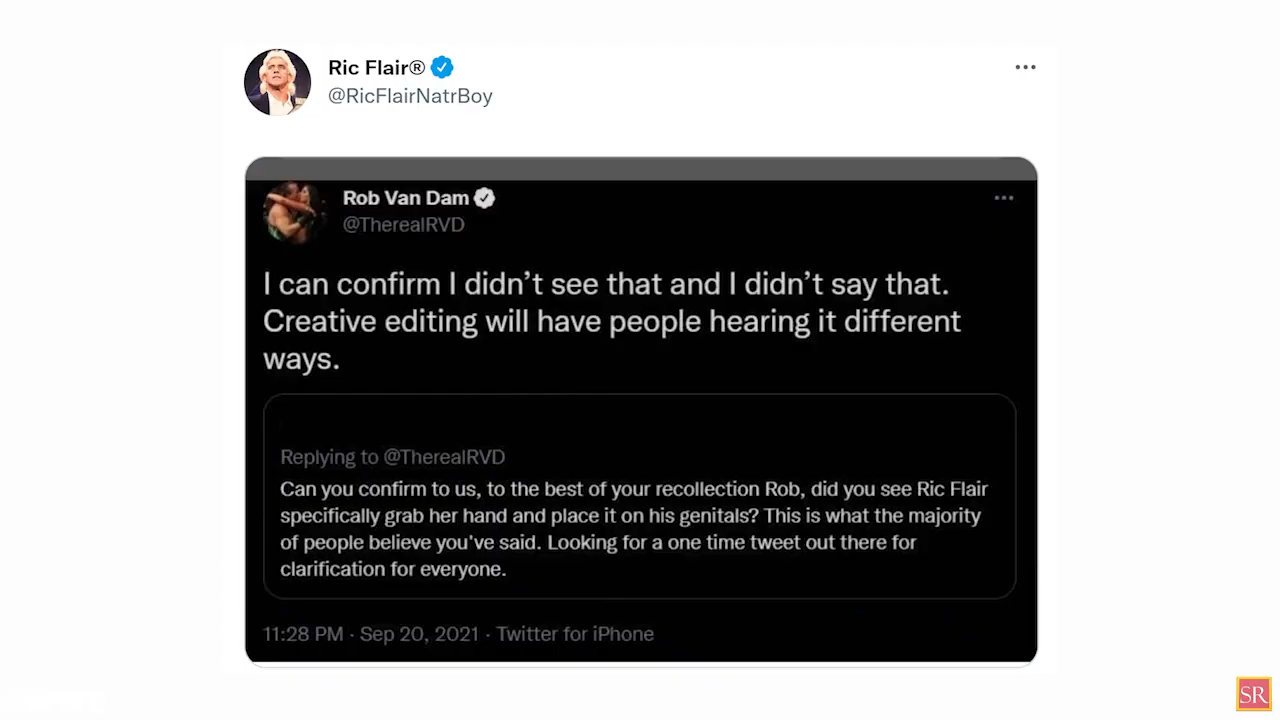 Ric Flair®
@RicFlairNatrBoy
Rob Van Dam
@TherealRVD
I can confirm I didn’t see that and I didn’t say that.
Creative editing will have people hearing it different
ways.
Replying to @TherealRVD
Can you confirm to us, to the best of your recollection Rob, did you see Ric Flair
specifically grab her hand and place it on his genitals? This is what the majority
of people believe you've said. Looking for a one time tweet out there for
clarification for everyone.
11:28 PM · Sep 20, 2021 · Twitter for iPhone
SR